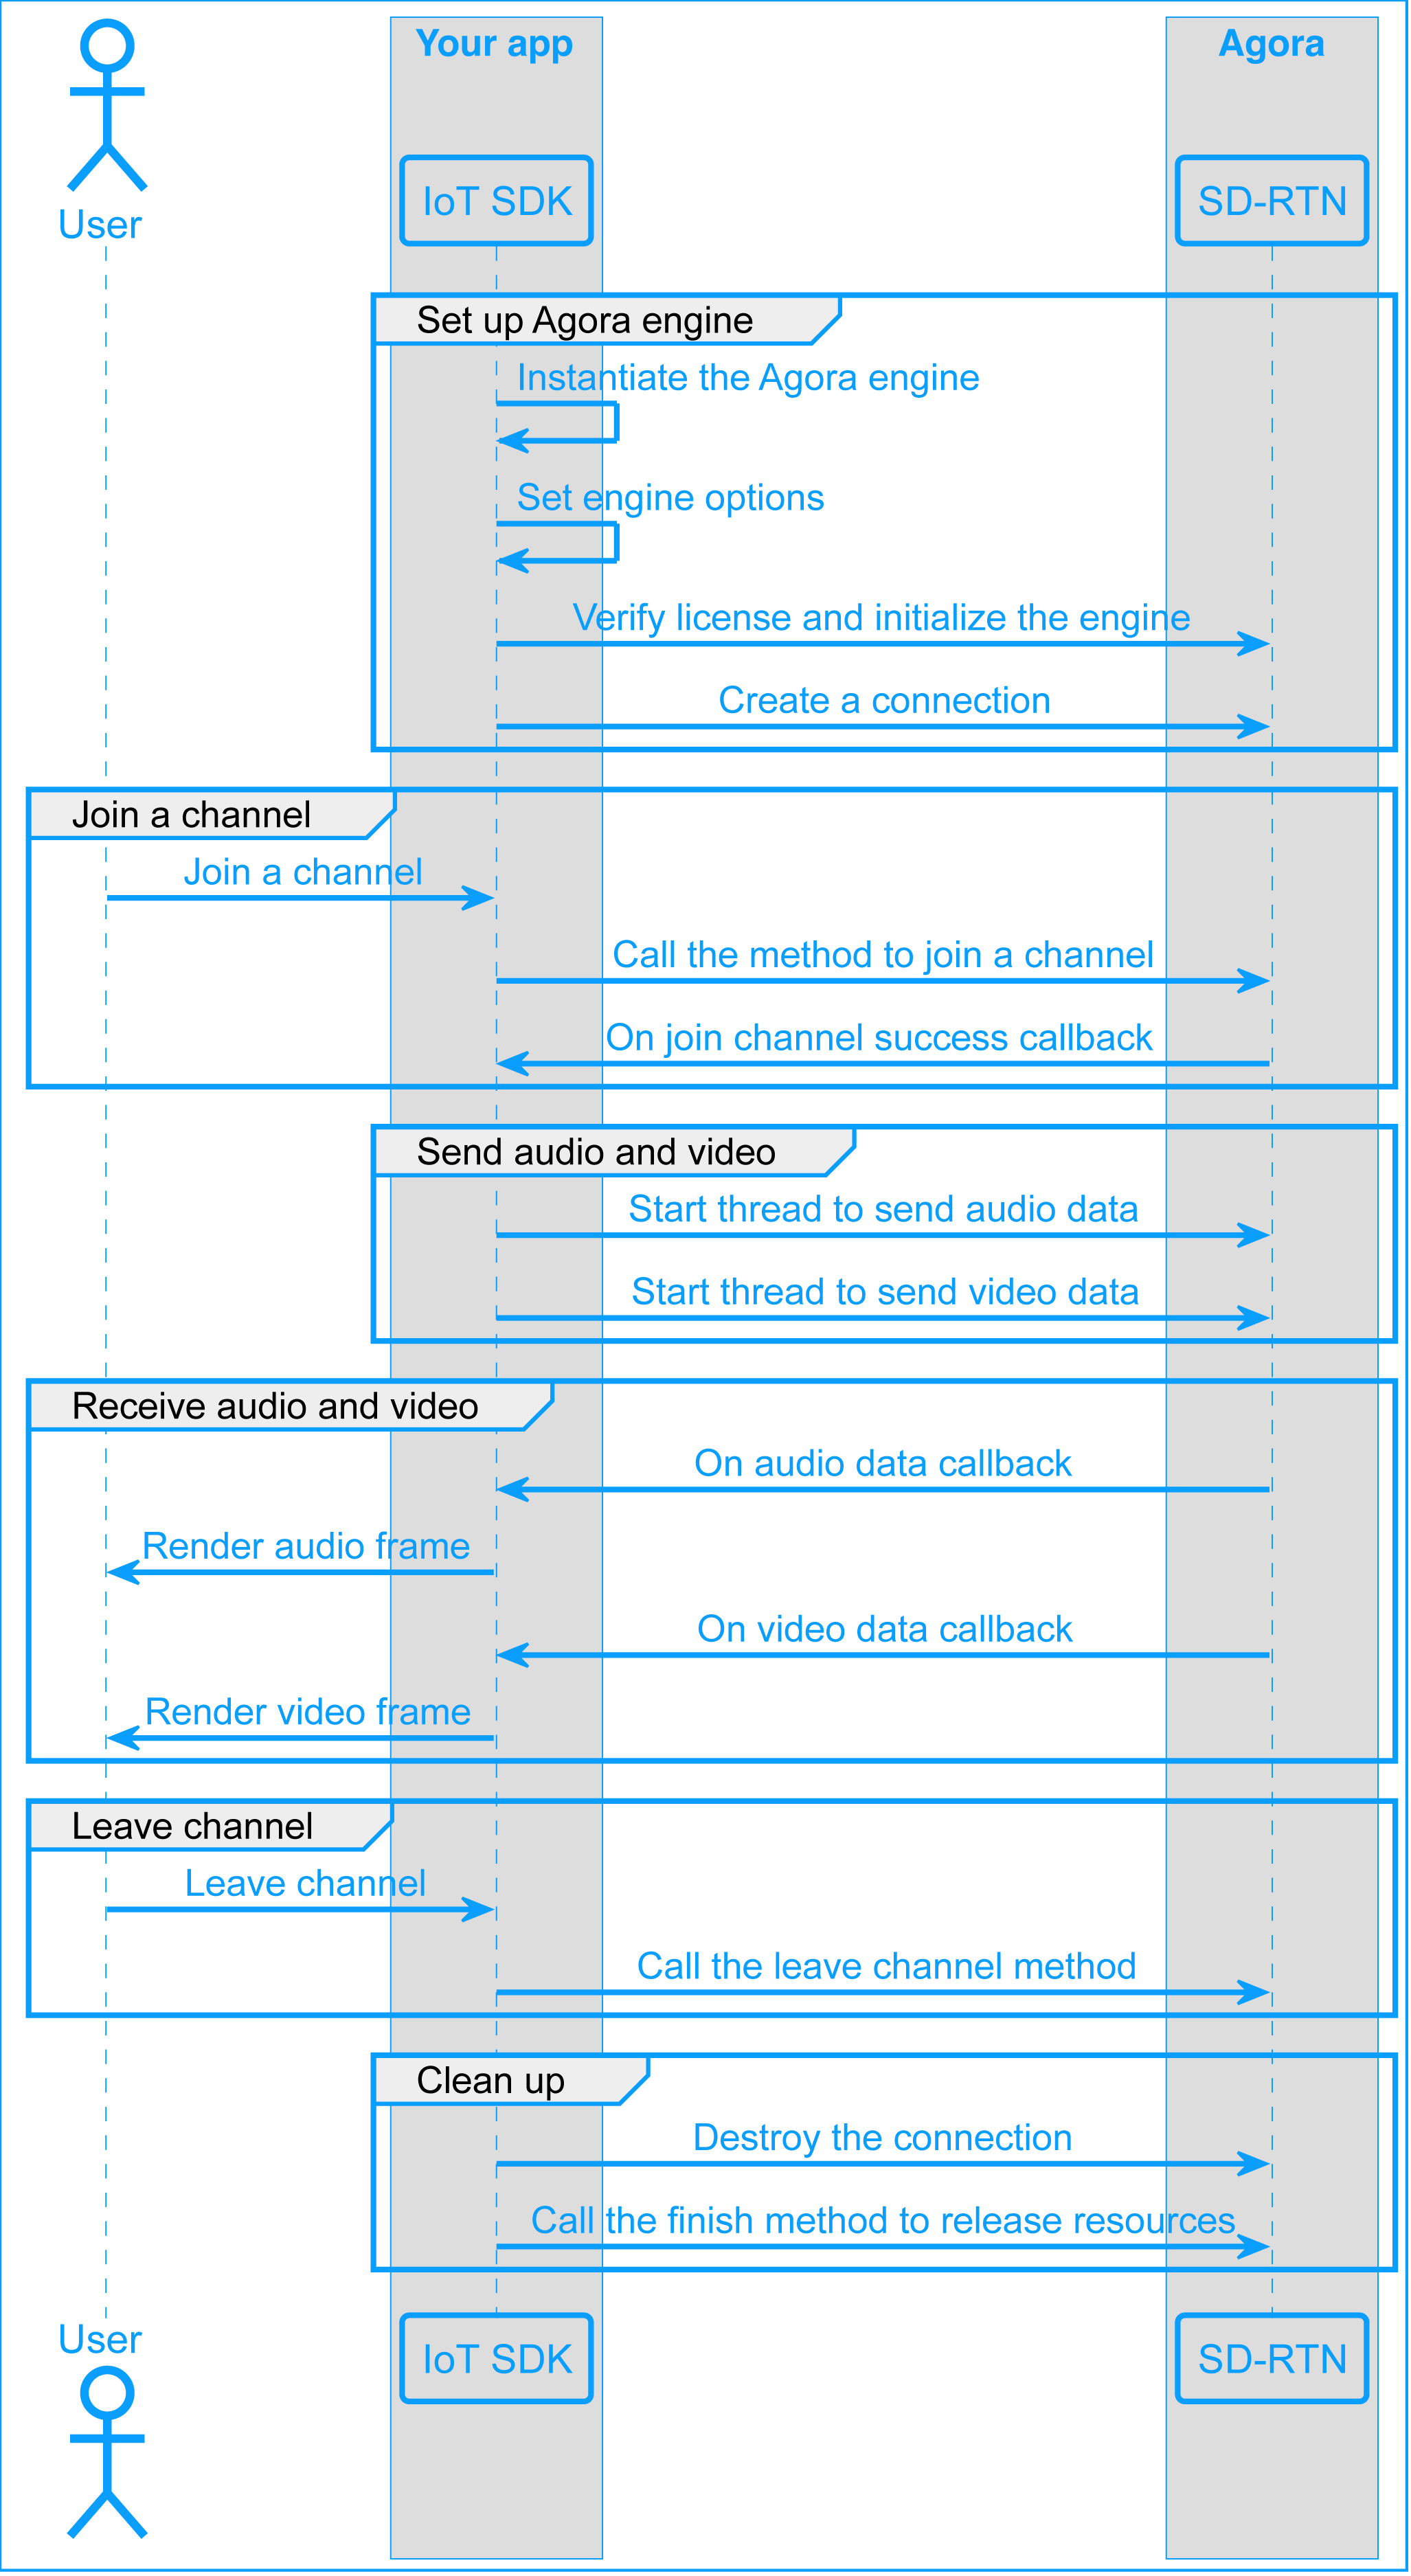 Your app
Agora
User
IoT SDK
SD-RTN
Set up Agora engine
Instantiate the Agora engine
Set engine options
Verify license and initialize the engine
Create a connection
Join a channel
Join a channel
Call the method to join a channel
On join channel success callback
Send audio and video
Start thread to send audio data
Start thread to send video data
Receive audio and video
On audio data callback
Render audio frame
On video data callback
Render video frame
Leave channel
Leave channel
Call the leave channel method
Clean up
Destroy the connection
Call the finish method to release resources
User
IoT SDK
SD-RTN